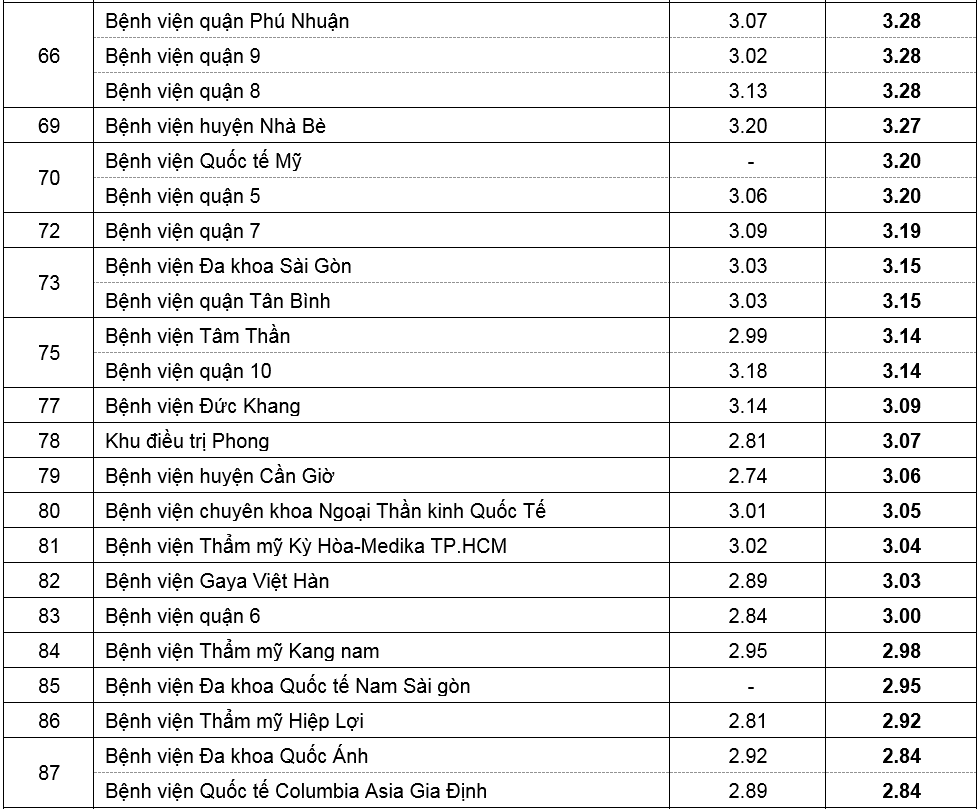 Bệnh viện quận Phú Nhuận 3.07 3.28
66 Bệnh viện quận 9 3.02 3.28
Bệnh viện quận 8 3.13 3.28
69 Bệnh viện huyện Nhà Bè 3.20 3.27
70 Bệnh viện Quốc tế Mỹ - 3.20
Bệnh viện quận 5 3.06 3.20
72 Bệnh viện quận 7 3.09 3.19
73 Bệnh viện Đa khoa Sài Gòn 3.03 3.15
Bệnh viện quận Tân Bình 3.03 3.15
75 Bệnh viện Tâm Thần 2.99 3.14
Bệnh viện quận 10 3.18 3.14
77 Bệnh viện Đức Khang 3.14 3.09
78 Khu điều trị Phong 2.81 3.07
79 Bệnh viện huyện Cần Giờ 2.74 3.06
80 Bệnh viện chuyên khoa Ngoại Thần kinh Quốc Tế 3.01 3.05
81 Bệnh viện Thẩm mỹ Kỳ Hòa-Medika TP.HCM 3.02 3.04
82 Bệnh viện Gaya Việt Hàn 2.89 3.03
83 Bệnh viện quận 6 2.84 3.00
84 Bệnh viện Thẩm mỹ Kang nam 2.95 2.98
85 Bệnh viện Đa khoa Quốc tế Nam Sài gòn - 2.95
86 Bệnh viện Thẩm mỹ Hiệp Lợi 2.81 2.92
87 Bệnh viện Đa khoa Quốc Ánh 2.92 2.84
Bệnh viện Quốc tế Columbia Asia Gia Định 2.89 2.84